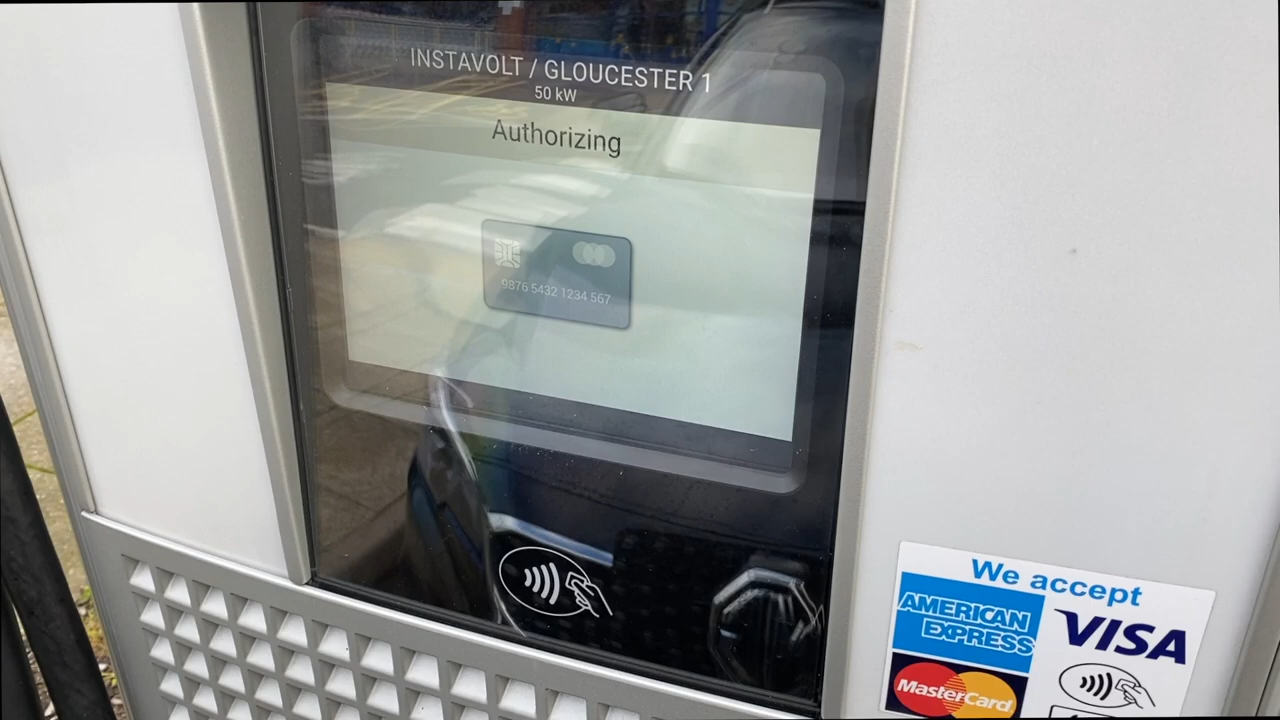 INSTAVOLT / GLOUCESTER 1
50 kW
Authorizing
9876 5432 1234 567
We accept
AMERICAN
EXPRESS
VISA
MasterCard